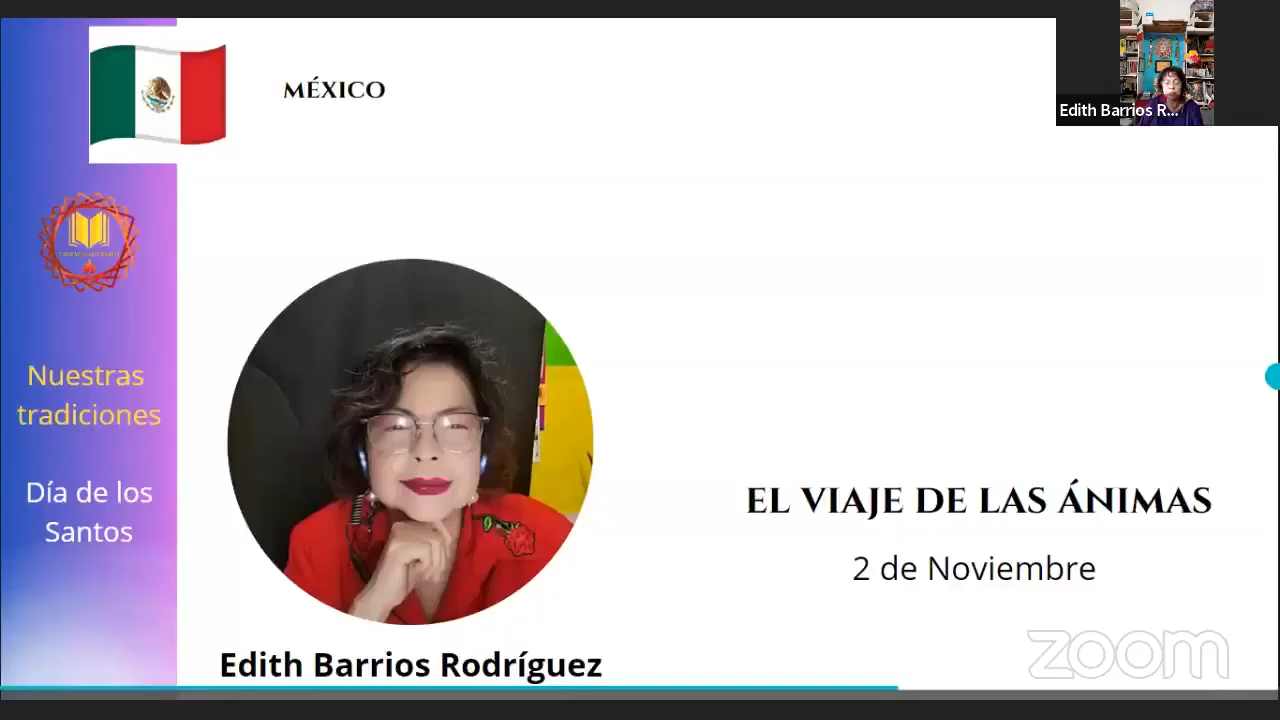 MÉXICO
Edith Barrios R...
Nuestras
tradiciones
Día de los
Santos
EL VIAJE DE LAS ÁNIMAS
2 de Noviembre
Edith Barrios Rodríguez
zoom